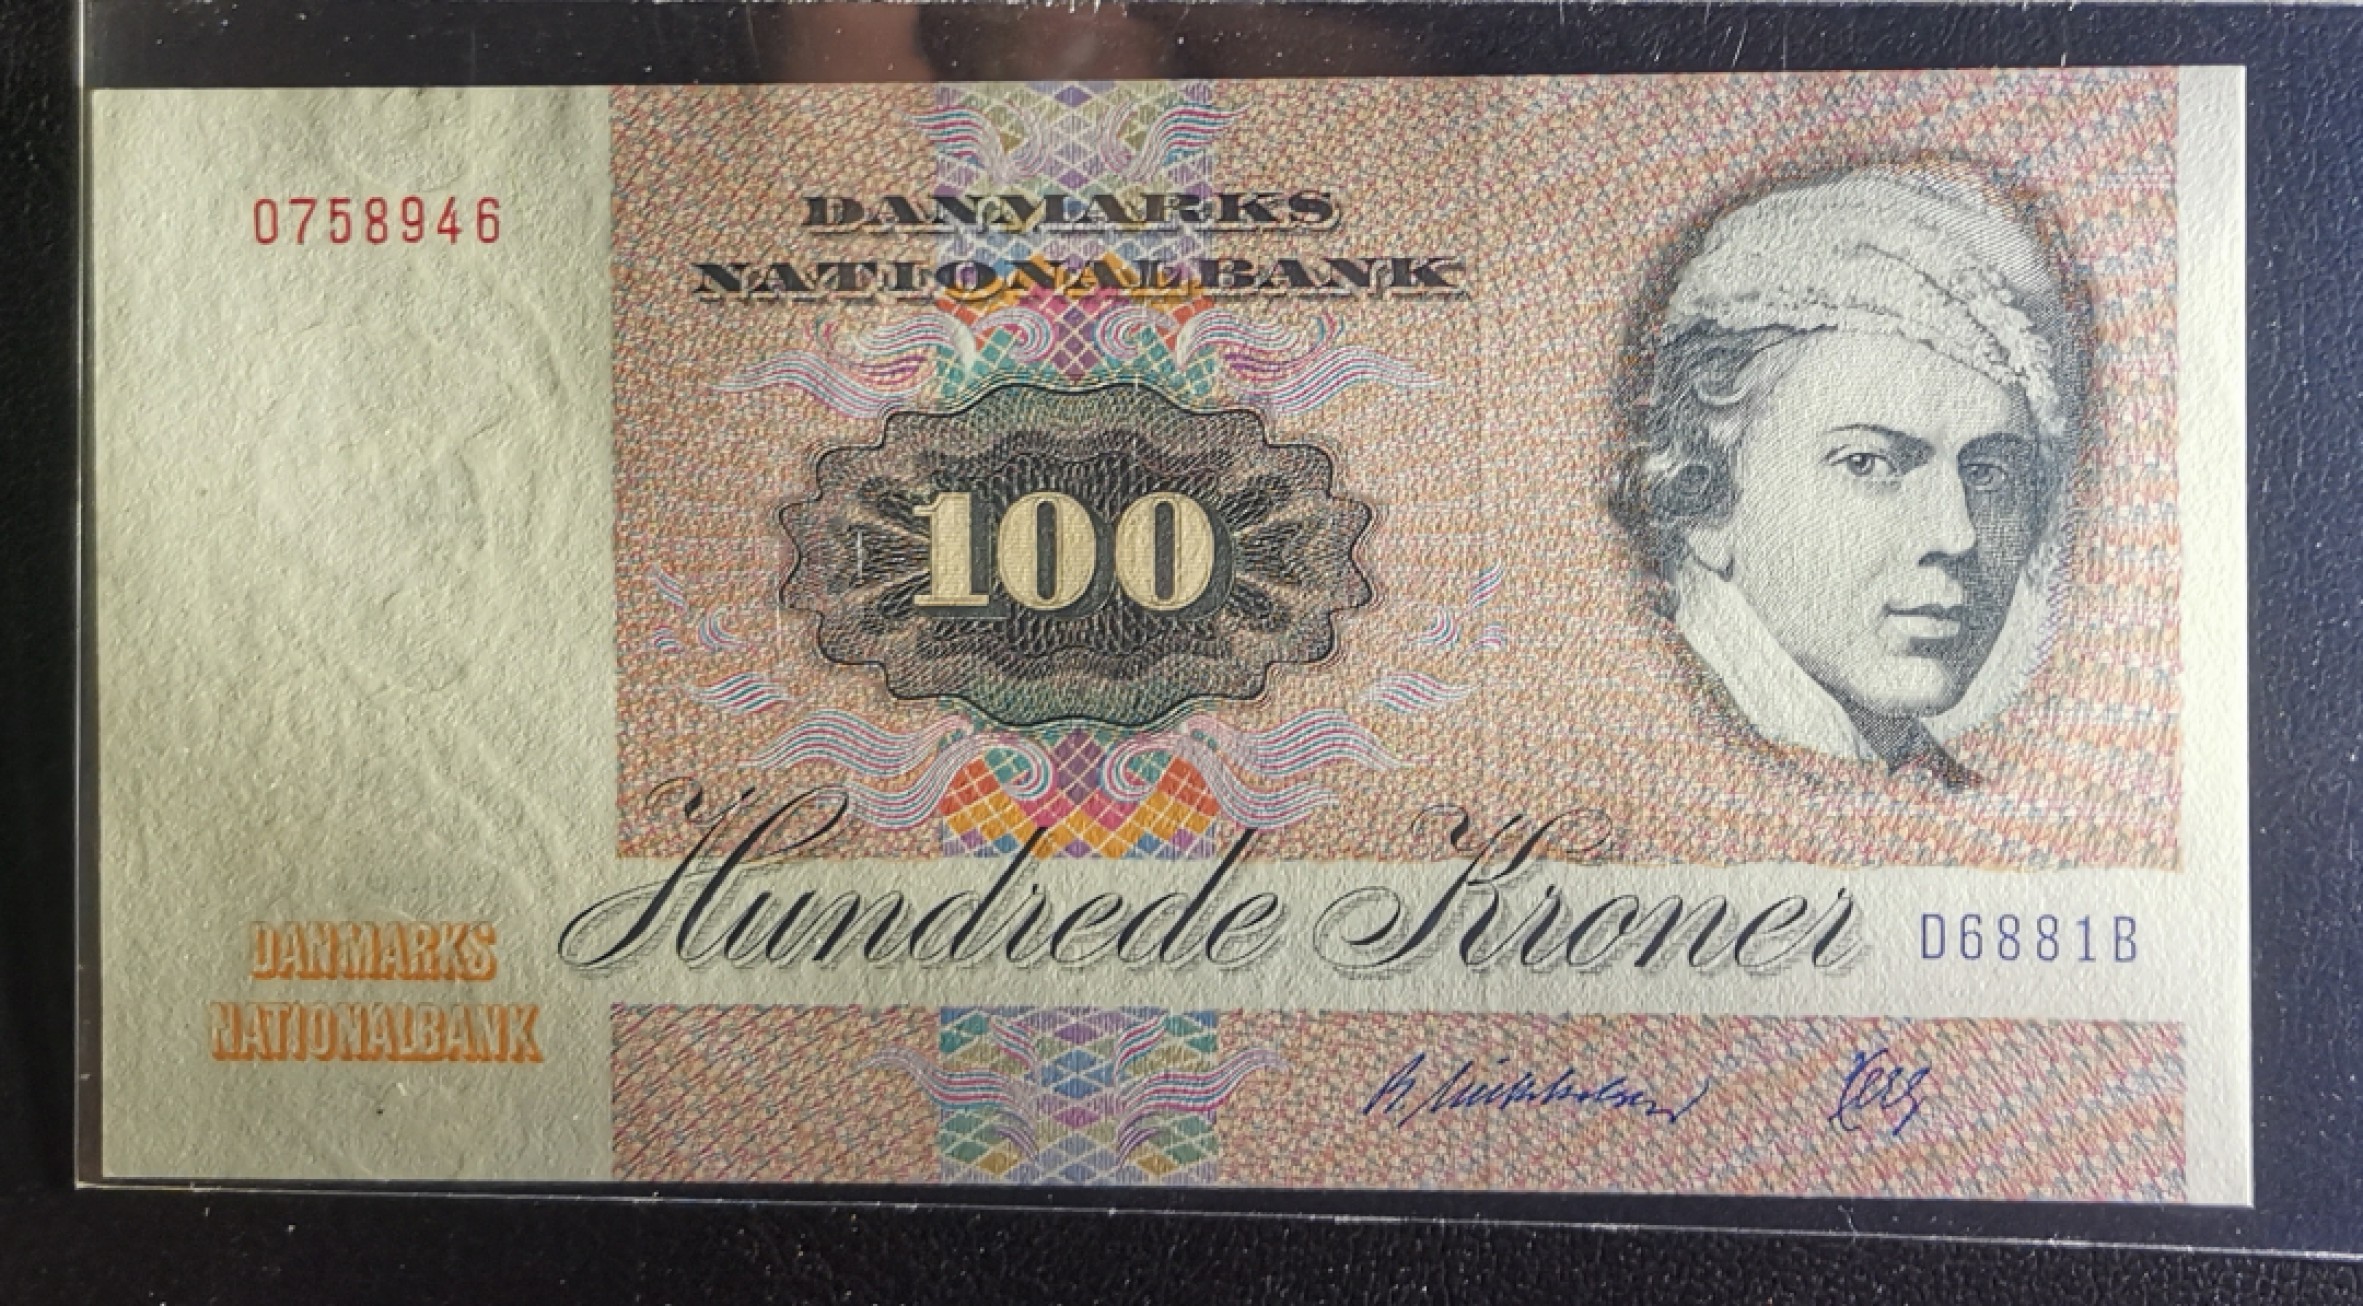 0758946
DANMARKS
NATIONALBANK
100
Hundrede Kroner
D6881B
DANMARKS
NATIONALBANK